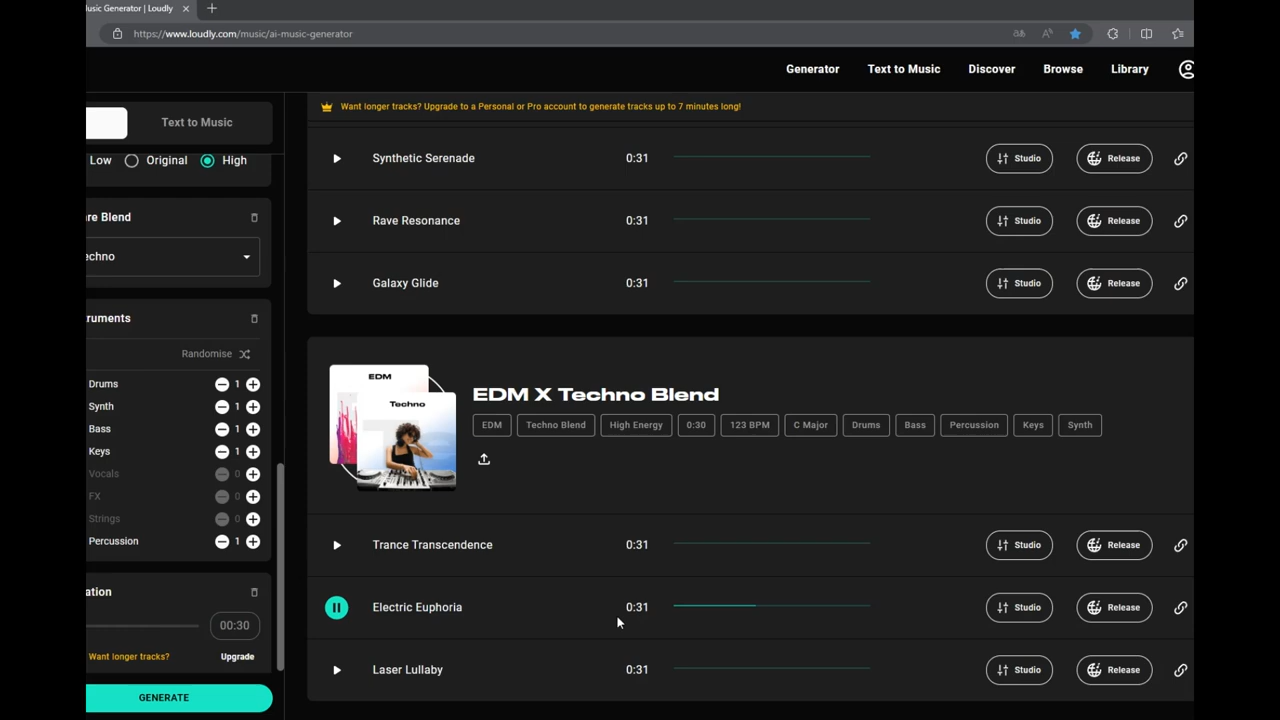 usic Generator | Loudly
https://www.loudly.com/music/ai-music-generator
Generator Text to Music Discover Browse Library
Want longer tracks? Upgrade to a Personal or Pro account to generate tracks up to 7 minutes long!
Text to Music
Low Original High
re Blend
echno
ruments
Randomise
Drums 1
Synth 1
Bass 1
Keys 1
Vocals 0
FX 0
Strings 0
Percussion 1
ation
00:30
Want longer tracks? Upgrade
GENERATE
Synthetic Serenade 0:31 Studio Release
Rave Resonance 0:31 Studio Release
Galaxy Glide 0:31 Studio Release
EDM
Techno
EDM X Techno Blend
EDM Techno Blend High Energy 0:30 123 BPM C Major Drums Bass Percussion Keys Synth
Trance Transcendence 0:31 Studio Release
Electric Euphoria 0:31 Studio Release
Laser Lullaby 0:31 Studio Release